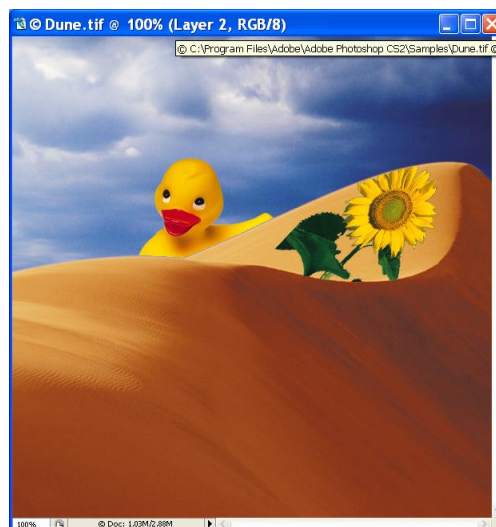 © Dune.tif @ 100% (Layer 2, RGB/8)
© C:\Program Files\Adobe\Adobe Photoshop CS2\Samples\Dune.tif ©
100%
© Doc: 1.03M/2.88M